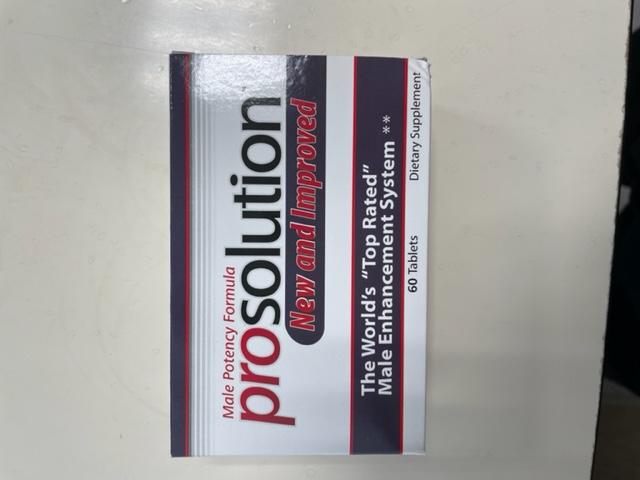 Male Potency Formula
prosolution
New and Improved
The World's "Top Rated"
Male Enhancement System **
60 Tablets Dietary Supplement